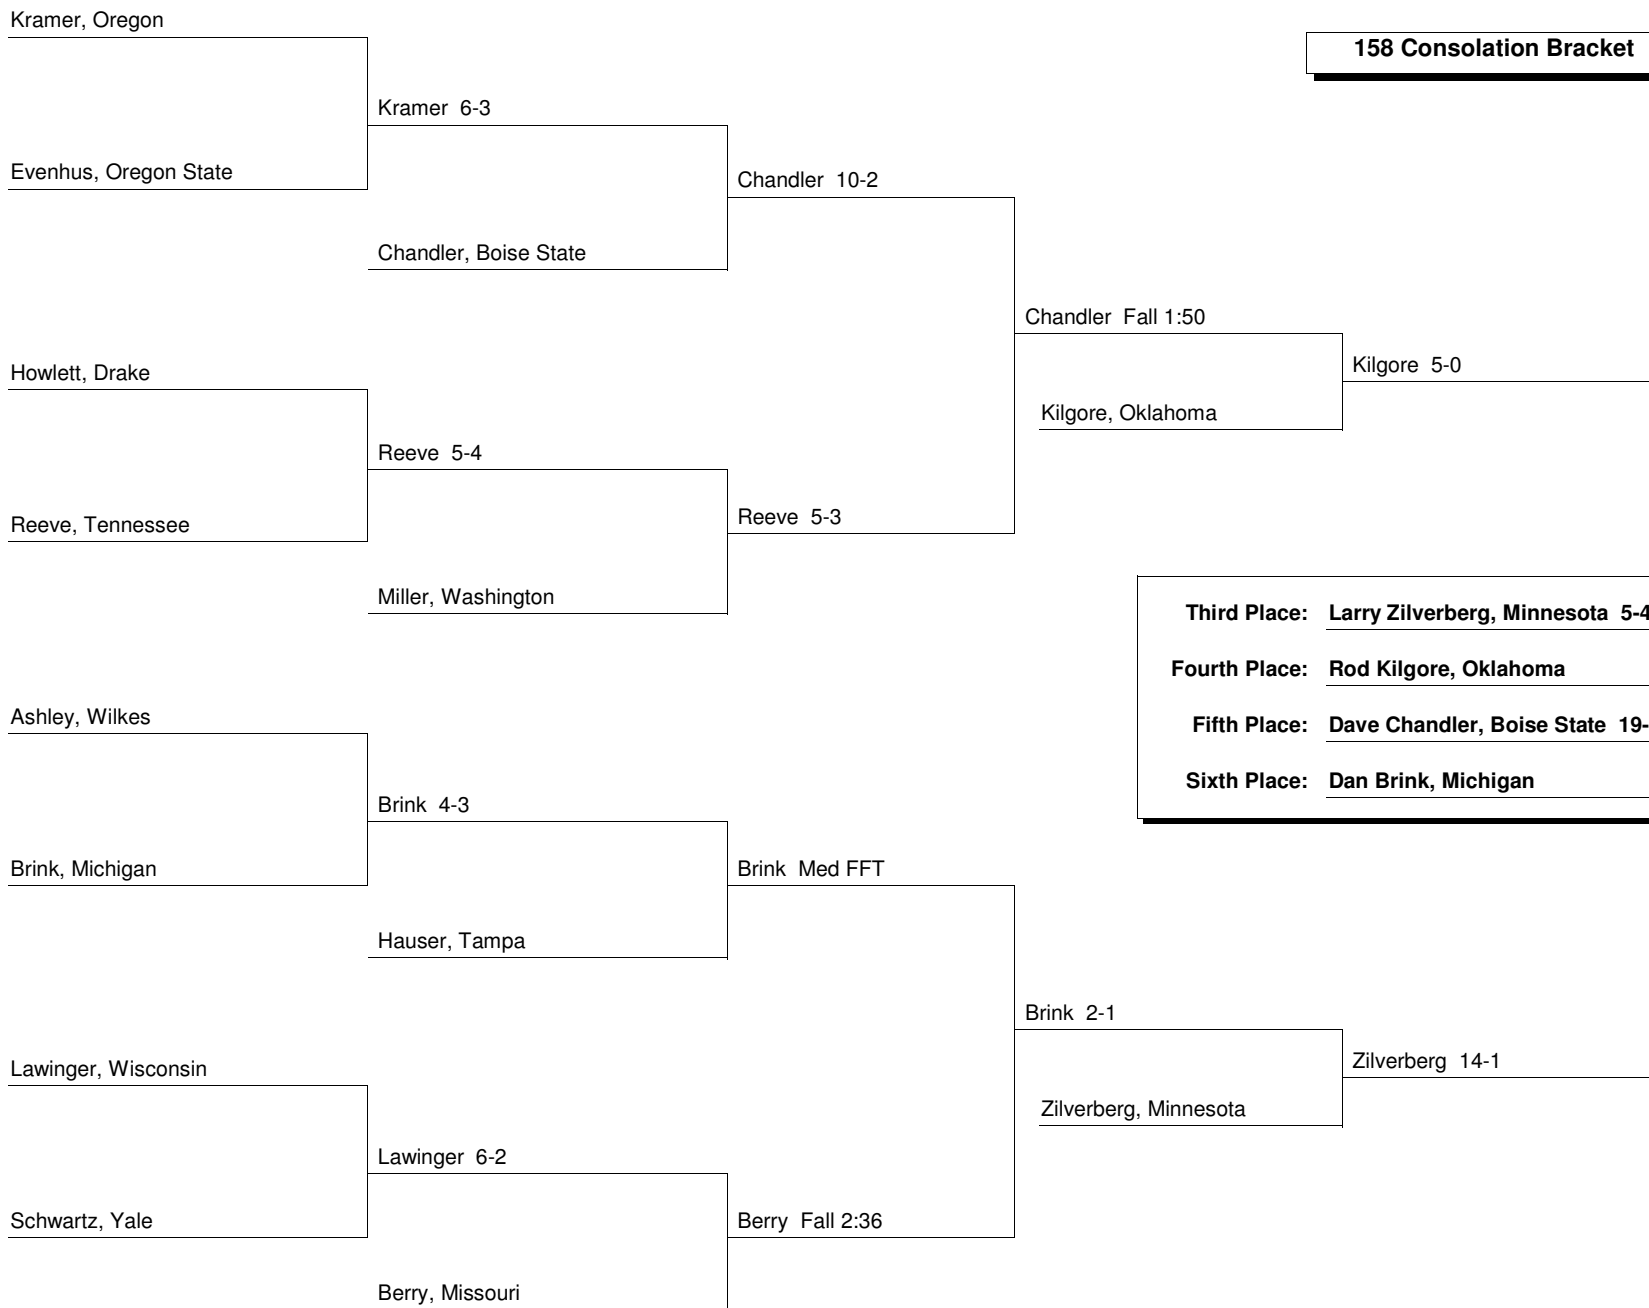 Kramer, Oregon
158 Consolation Bracket
Kramer 6-3
Evenhus, Oregon State
Chandler 10-2
Chandler, Boise State
Chandler Fall 1:50
Howlett, Drake
Kilgore 5-0
Kilgore, Oklahoma
Reeve 5-4
Reeve, Tennessee
Reeve 5-3
Miller, Washington
Third Place: Larry Zilverberg, Minnesota 5-4
Fourth Place: Rod Kilgore, Oklahoma
Fifth Place: Dave Chandler, Boise State 19-
Sixth Place: Dan Brink, Michigan
Ashley, Wilkes
Brink 4-3
Brink, Michigan
Brink Med FFT
Hauser, Tampa
Brink 2-1
Lawinger, Wisconsin
Zilverberg 14-1
Zilverberg, Minnesota
Lawinger 6-2
Schwartz, Yale
Berry Fall 2:36
Berry, Missouri